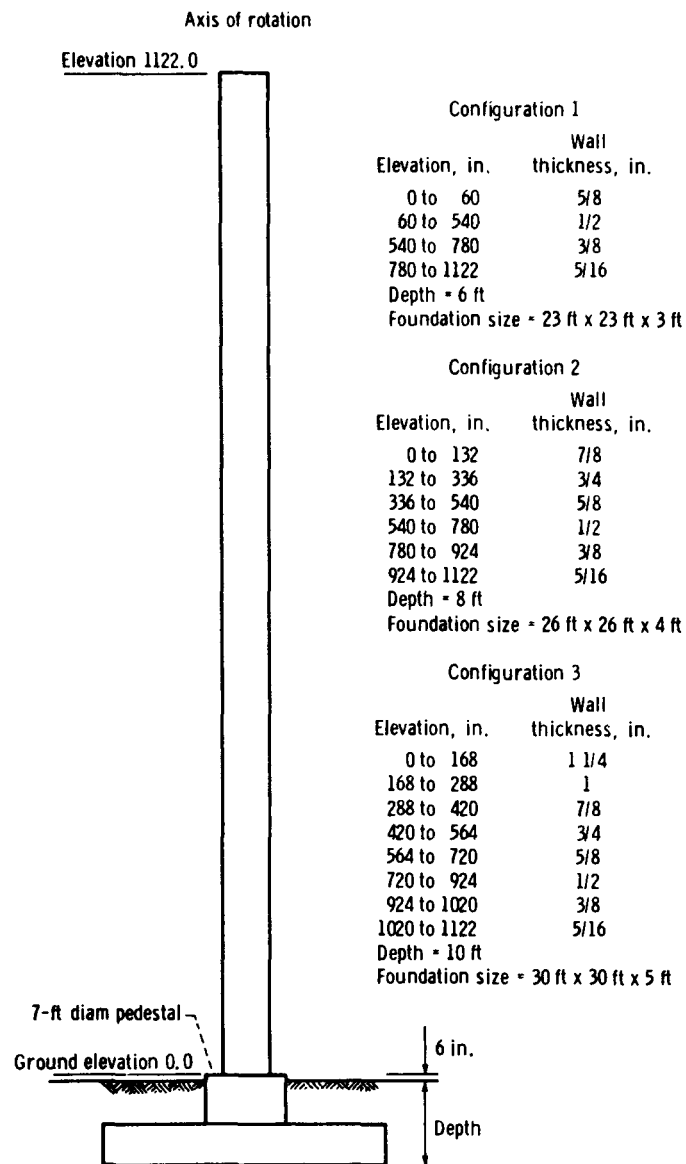 Axis of rotation
Elevation 1122.0
Configuration 1
Wall
Elevation, in. thickness, in.
0 to 60 5/8
60 to 540 1/2
540 to 780 3/8
780 to 1122 5/16
Depth = 6 ft
Foundation size = 23 ft x 23 ft x 3 ft
Configuration 2
Wall
Elevation, in. thickness, in.
0 to 132 7/8
132 to 336 3/4
336 to 540 5/8
540 to 780 1/2
780 to 924 3/8
924 to 1122 5/16
Depth = 8 ft
Foundation size = 26 ft x 26 ft x 4 ft
Configuration 3
Wall
Elevation, in. thickness, in.
0 to 168 1 1/4
168 to 288 1
288 to 420 7/8
420 to 564 3/4
564 to 720 5/8
720 to 924 1/2
924 to 1020 3/8
1020 to 1122 5/16
Depth = 10 ft
Foundation size = 30 ft x 30 ft x 5 ft
7-ft diam pedestal
6 in.
Ground elevation 0.0
Depth